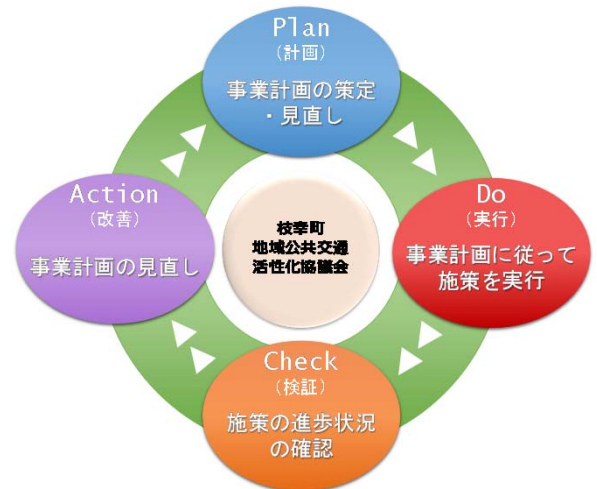 Plan
（計画）
事業計画の策定
・見直し
Do
（実行）
事業計画に従って
施策を実行
Check
（検証）
施策の進歩状況
の確認
Action
（改善）
事業計画の見直し
枝幸町
地域公共交通
活性化協議会